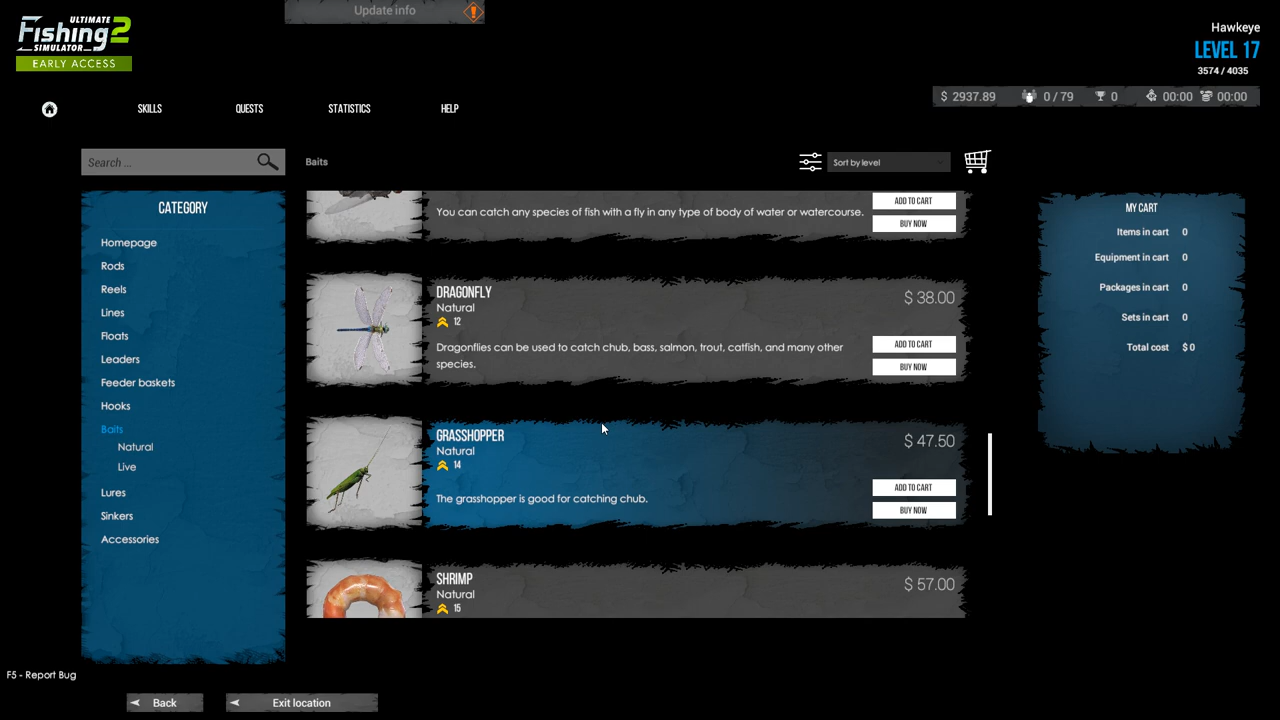 Update info
ULTIMATE
Fishing 2
SIMULATOR
EARLY ACCESS
Hawkeye
LEVEL 17
3574 / 4035
$ 2937.89 0 / 79 0 00:00 00:00
SKILLS QUESTS STATISTICS HELP
Search ...
Baits
Sort by level
CATEGORY
Homepage
Rods
Reels
Lines
Floats
Leaders
Feeder baskets
Hooks
Baits
Natural
Live
Lures
Sinkers
Accessories
You can catch any species of fish with a fly in any type of body of water or watercourse.
ADD TO CART
BUY NOW
DRAGONFLY
Natural
12
$ 38.00
Dragonflies can be used to catch chub, bass, salmon, trout, catfish, and many other
species.
ADD TO CART
BUY NOW
GRASSHOPPER
Natural
14
$ 47.50
The grasshopper is good for catching chub.
ADD TO CART
BUY NOW
SHRIMP
Natural
15
$ 57.00
MY CART
Items in cart 0
Equipment in cart 0
Packages in cart 0
Sets in cart 0
Total cost $ 0
F5 - Report Bug
Back
Exit location